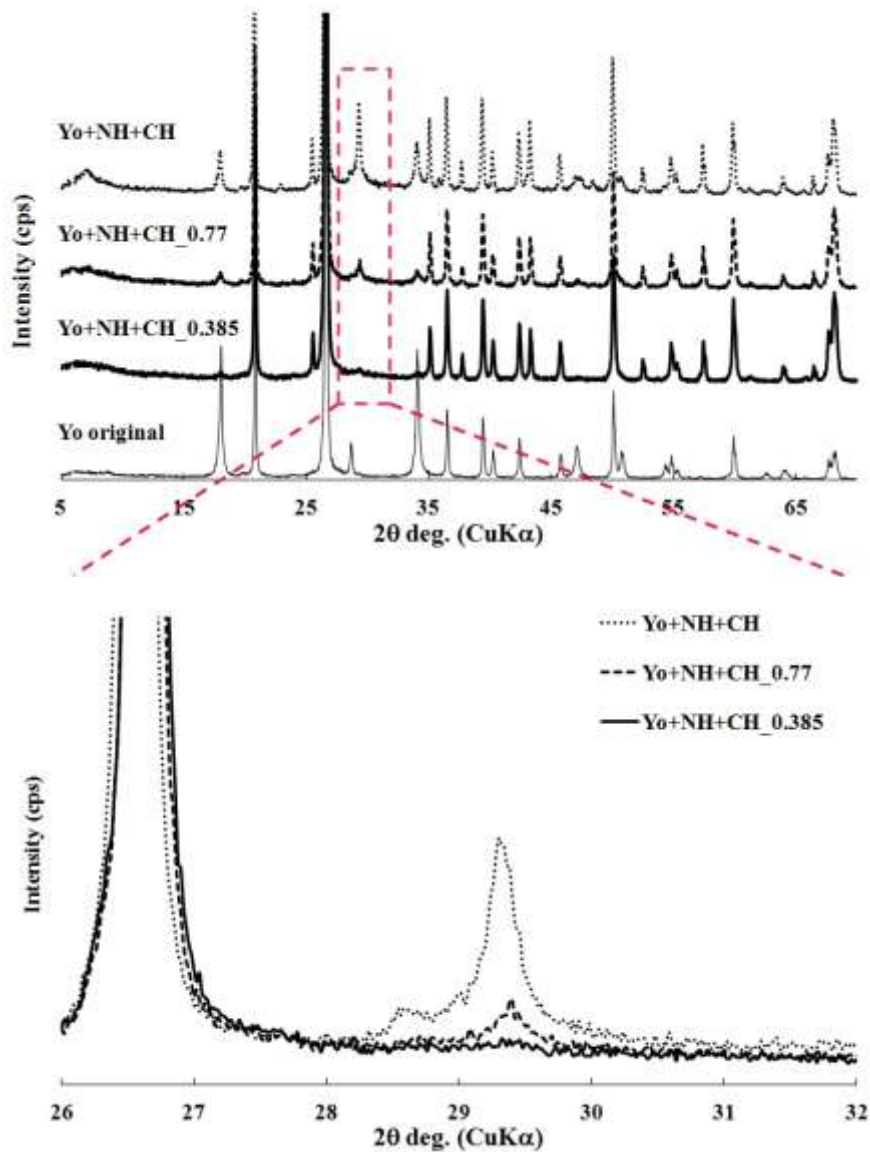 Yo+NH+CH
Yo+NH+CH_0.77
Yo+NH+CH_0.385
Yo original
Intensity (cps)
5 15 25 35 45 55 65
2θ deg. (CuKα)
Yo+NH+CH
Yo+NH+CH_0.77
Yo+NH+CH_0.385
Intensity (cps)
26 27 28 29 30 31 32
2θ deg. (CuKα)